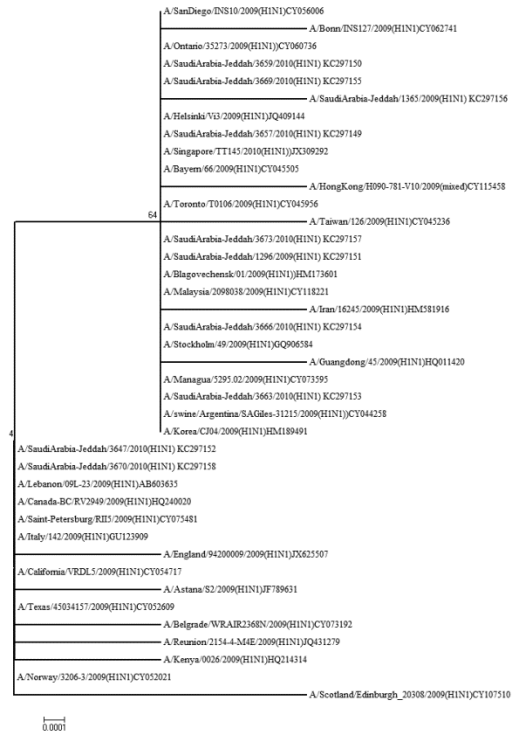 A/SanDiego/INS10/2009(H1N1)CY056006
A/Bonn/INS127/2009(H1N1)CY062741
A/Ontario/35273/2009(H1N1))CY060736
A/SaudiArabia-Jeddah/3659/2010(H1N1) KC297150
A/SaudiArabia-Jeddah/3669/2010(H1N1) KC297155
A/SaudiArabia-Jeddah/1365/2009(H1N1) KC297156
A/Helsinki/Vi3/2009(H1N1)JQ409144
A/SaudiArabia-Jeddah/3657/2010(H1N1) KC297149
A/Singapore/TT145/2010(H1N1))JX309292
A/Bayern/66/2009(H1N1)CY045505
A/HongKong/H090-781-V10/2009(mixed)CY115458
A/Toronto/T0106/2009(H1N1)CY045956
64
A/Taiwan/126/2009(H1N1)CY045236
A/SaudiArabia-Jeddah/3673/2010(H1N1) KC297157
A/SaudiArabia-Jeddah/1296/2009(H1N1) KC297151
A/Blagovechensk/01/2009(H1N1))HM173601
A/Malaysia/2098038/2009(H1N1)CY118221
A/Iran/16245/2009(H1N1)HM581916
A/SaudiArabia-Jeddah/3666/2010(H1N1) KC297154
A/Stockholm/49/2009(H1N1)GQ906584
A/Guangdong/45/2009(H1N1)HQ011420
A/Managua/5295.02/2009(H1N1)CY073595
A/SaudiArabia-Jeddah/3663/2010(H1N1) KC297153
A/swine/Argentina/SAGiles-31215/2009(H1N1))CY044258
A/Korea/CJ04/2009(H1N1)HM189491
4
A/SaudiArabia-Jeddah/3647/2010(H1N1) KC297152
A/SaudiArabia-Jeddah/3670/2010(H1N1) KC297158
A/Lebanon/09L-23/2009(H1N1)AB603635
A/Canada-BC/RV2949/2009(H1N1)HQ240020
A/Saint-Petersburg/RII5/2009(H1N1)CY075481
A/Italy/142/2009(H1N1)GU123909
A/England/94200009/2009(H1N1)JX625507
A/California/VRDL5/2009(H1N1)CY054717
A/Astana/S2/2009(H1N1)JF789631
A/Texas/45034157/2009(H1N1)CY052609
A/Belgrade/WRAIR2368N/2009(H1N1)CY073192
A/Reunion/2154-4-M4E/2009(H1N1)JQ431279
A/Kenya/0026/2009(H1N1)HQ214314
A/Norway/3206-3/2009(H1N1)CY052021
A/Scotland/Edinburgh_20308/2009(H1N1)CY107510
0.0001